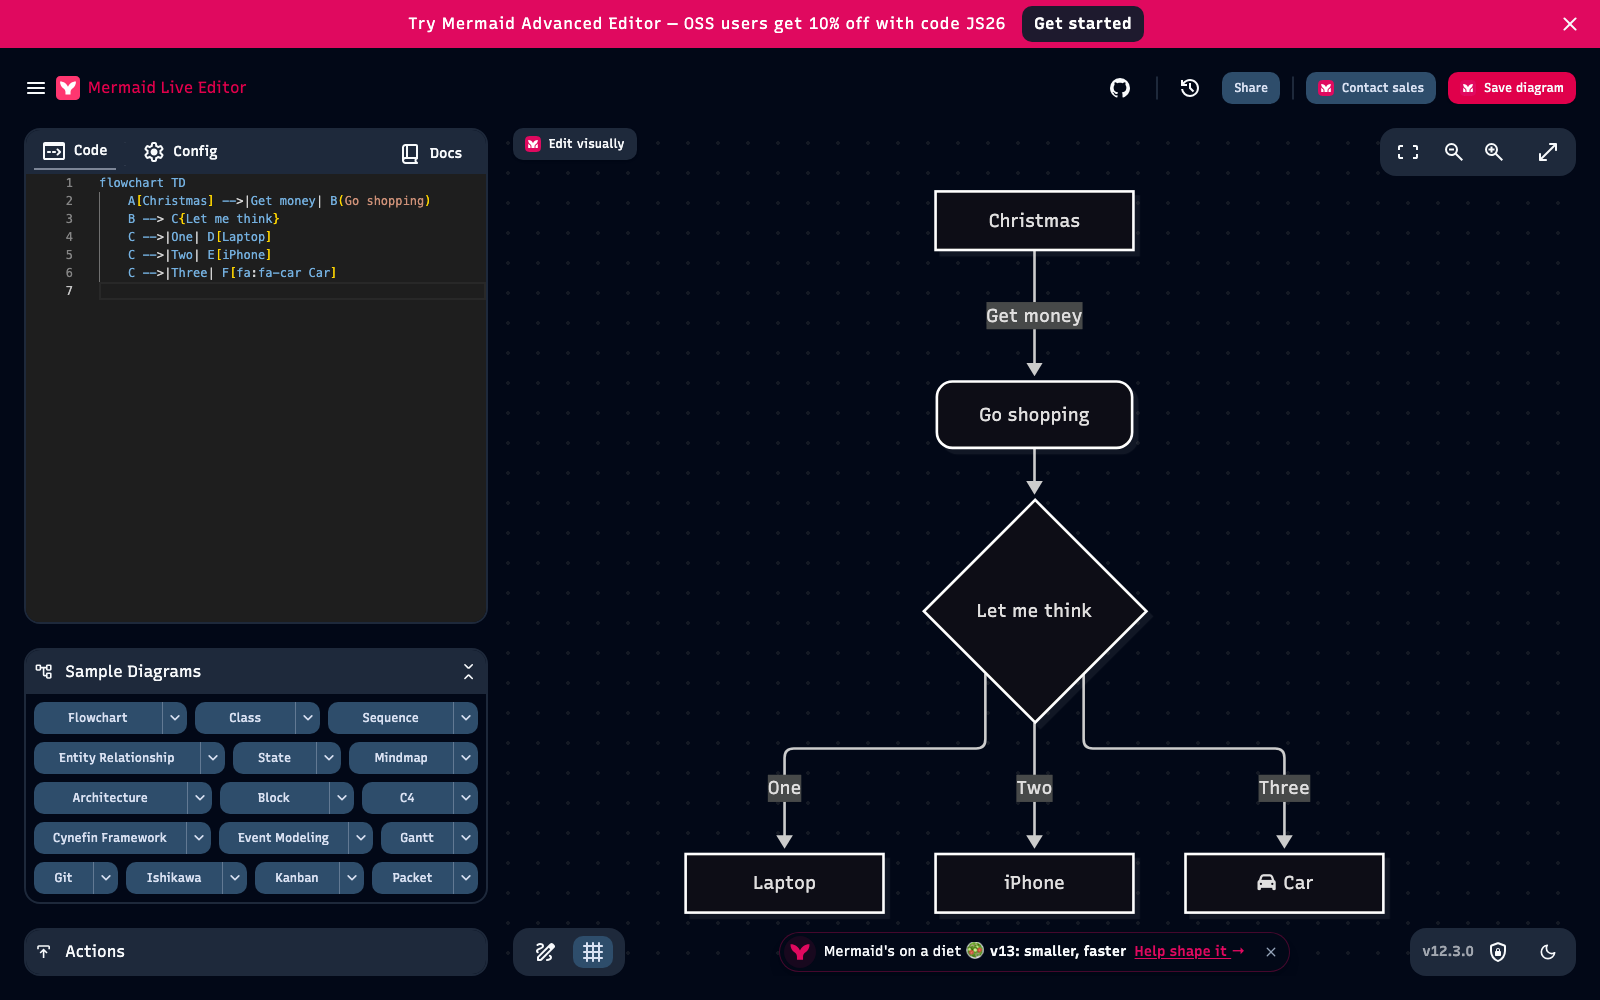 Try Mermaid Advanced Editor — OSS users get 10% off with code JS26
Get started
Mermaid Live Editor
Share
Contact sales
Save diagram
Code
Config
Docs
1 flowchart TD
2 A[Christmas] -->|Get money| B(Go shopping)
3 B --> C{Let me think}
4 C -->|One| D[Laptop]
5 C -->|Two| E[iPhone]
6 C -->|Three| F[fa:fa-car Car]
7
Sample Diagrams
Flowchart
Class
Sequence
Entity Relationship
State
Mindmap
Architecture
Block
C4
Cynefin Framework
Event Modeling
Gantt
Git
Ishikawa
Kanban
Packet
Actions
Edit visually
Christmas
Get money
Go shopping
Let me think
One
Two
Three
Laptop
iPhone
Car
Mermaid's on a diet 🥗 v13: smaller, faster Help shape it →
v12.3.0